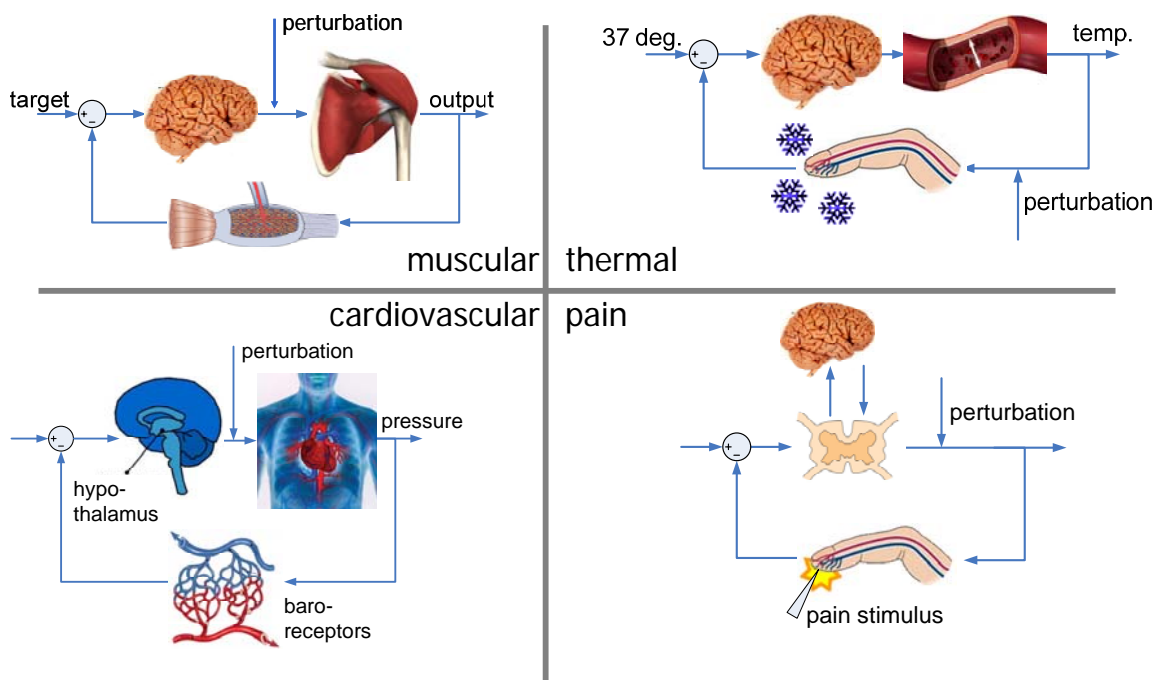 perturbation
target
+
−
output
muscular
37 deg.
+
−
temp.
perturbation
thermal
cardiovascular
perturbation
+
−
pressure
hypo-
thalamus
baro-
receptors
pain
perturbation
+
−
pain stimulus